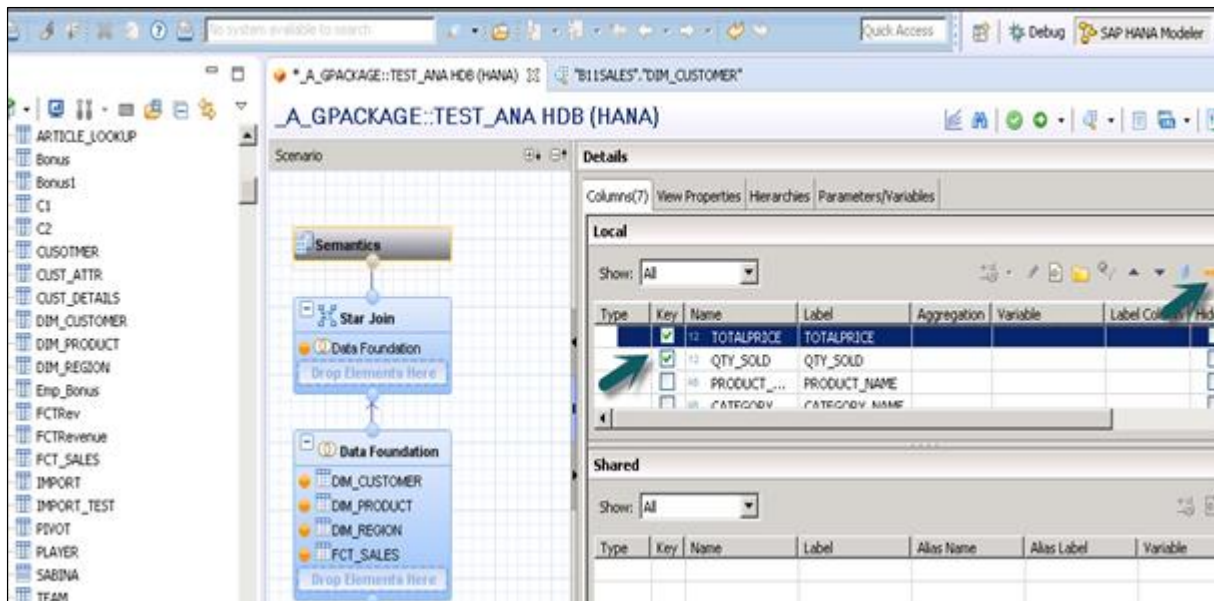 No system available to search
Quick Access
Debug
SAP HANA Modeler
*_A_GPACKAGE::TEST_ANA HDB (HANA)
"B11SALES"."DIM_CUSTOMER"
_A_GPACKAGE::TEST_ANA HDB (HANA)
ARTICLE_LOOKUP
Bonus
Bonus1
C1
C2
CUSOTMER
CUST_ATTR
CUST_DETAILS
DIM_CUSTOMER
DIM_PRODUCT
DIM_REGION
Emp_Bonus
FCTRev
FCTRevenue
FCT_SALES
IMPORT
IMPORT_TEST
PIVOT
PLAYER
SABINA
TEAM
Scenario
Semantics
Star Join
Data Foundation
Drop Elements Here
Data Foundation
DIM_CUSTOMER
DIM_PRODUCT
DIM_REGION
FCT_SALES
Drop Elements Here
Details
Columns(7) View Properties Hierarchies Parameters/Variables
Local
Show: All
Type Key Name Label Aggregation Variable Label Hid
12 TOTALPRICE TOTALPRICE
12 QTY_SOLD QTY_SOLD
PRODUCT_... PRODUCT_NAME
CATEGORY CATEGORY_NAME
Shared
Show: All
Type Key Name Label Alias Name Alias Label Variable